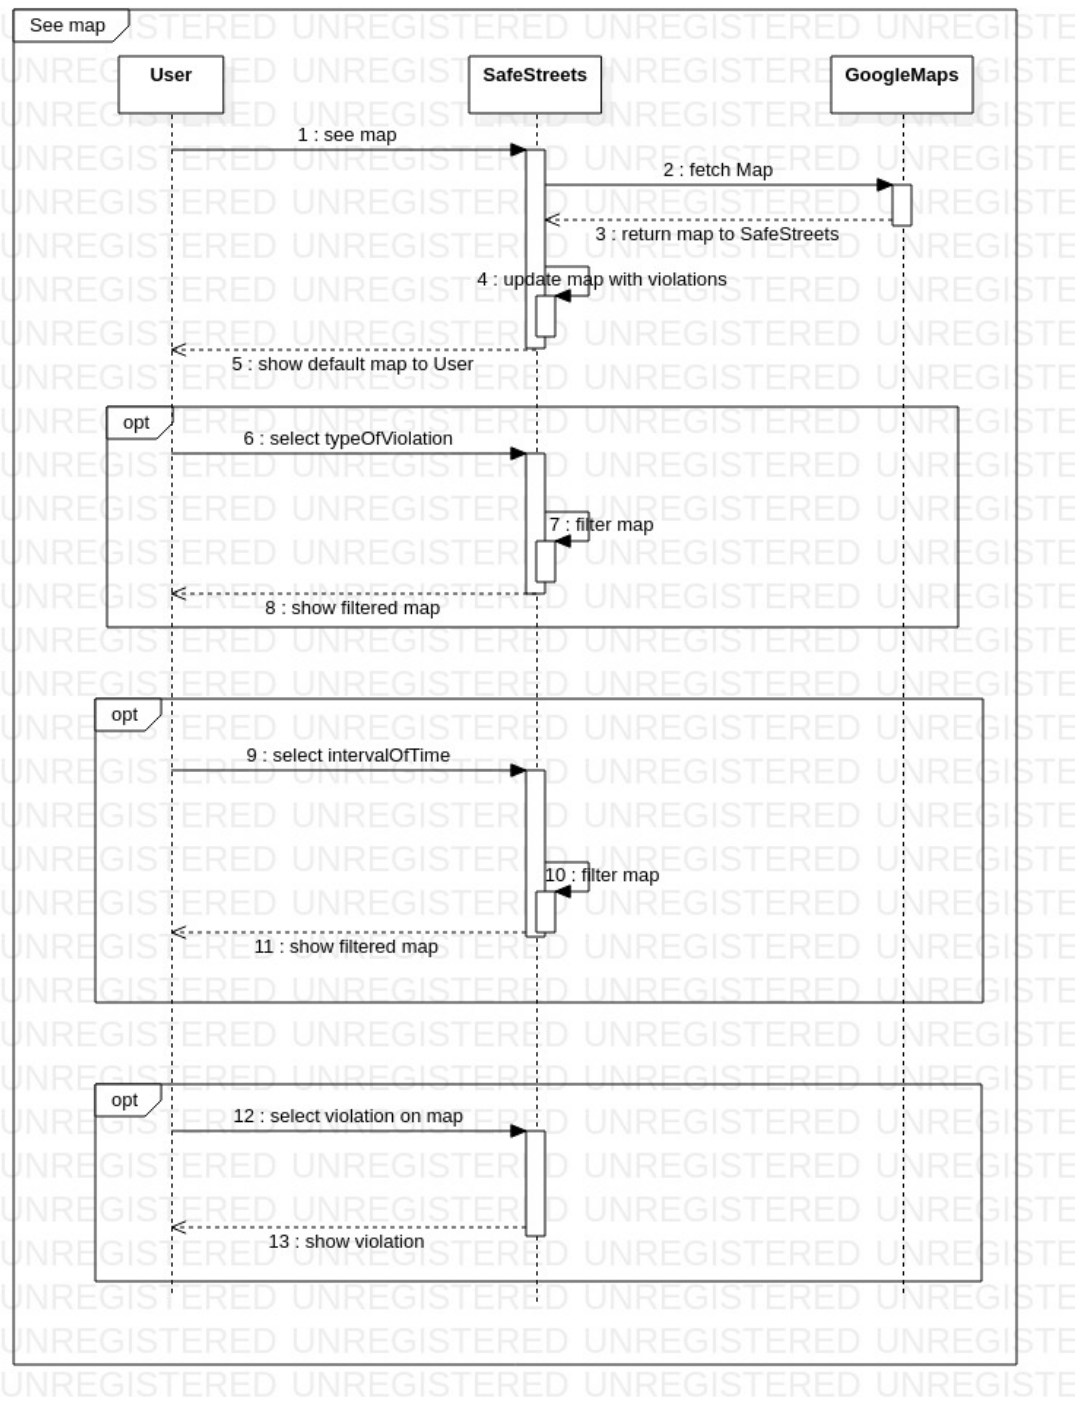 See map
User
SafeStreets
GoogleMaps
1 : see map
2 : fetch Map
3 : return map to SafeStreets
4 : update map with violations
5 : show default map to User
opt
6 : select typeOfViolation
7 : filter map
8 : show filtered map
opt
9 : select intervalOfTime
10 : filter map
11 : show filtered map
opt
12 : select violation on map
13 : show violation
UNREGISTERED